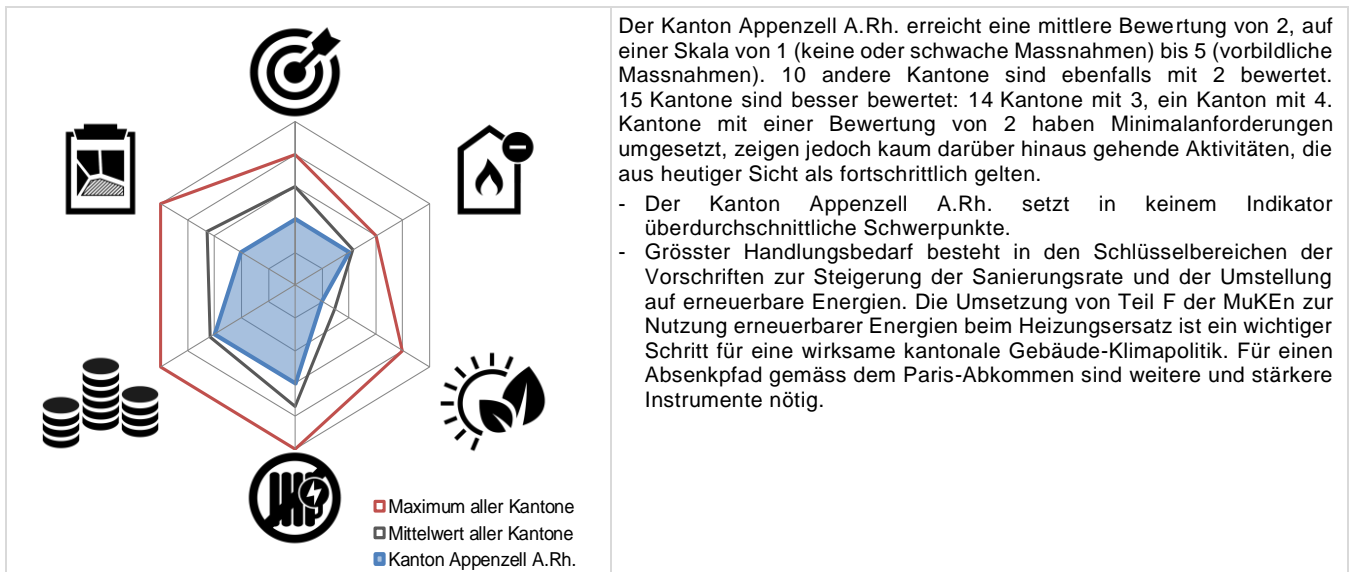 Der Kanton Appenzell A.Rh. erreicht eine mittlere Bewertung von 2, auf
einer Skala von 1 (keine oder schwache Massnahmen) bis 5 (vorbildliche
Massnahmen). 10 andere Kantone sind ebenfalls mit 2 bewertet.
15 Kantone sind besser bewertet: 14 Kantone mit 3, ein Kanton mit 4.
Kantone mit einer Bewertung von 2 haben Minimalanforderungen
umgesetzt, zeigen jedoch kaum darüber hinaus gehende Aktivitäten, die
aus heutiger Sicht als fortschrittlich gelten.
- Der Kanton Appenzell A.Rh. setzt in keinem Indikator
überdurchschnittliche Schwerpunkte.
- Grösster Handlungsbedarf besteht in den Schlüsselbereichen der
Vorschriften zur Steigerung der Sanierungsrate und der Umstellung
auf erneuerbare Energien. Die Umsetzung von Teil F der MuKEn zur
Nutzung erneuerbarer Energien beim Heizungsersatz ist ein wichtiger
Schritt für eine wirksame kantonale Gebäude-Klimapolitik. Für einen
Absenkpfad gemäss dem Paris-Abkommen sind weitere und stärkere
Instrumente nötig.
Maximum aller Kantone
Mittelwert aller Kantone
Kanton Appenzell A.Rh.